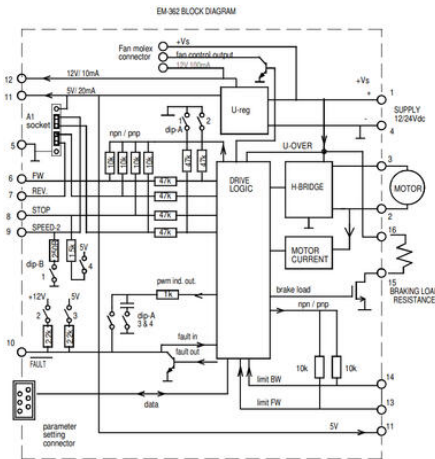 EM-362 BLOCK DIAGRAM
Fan molex
connector
+Vs
fan control output
12V 100mA
12
12V/ 10mA
11
5V/ 20mA
A1
socket
dip-A
1
2
U-reg
+Vs
+
-
1
4
SUPPLY
12/24Vdc
npn / pnp
10k
10k
10k
10k
47k
47k
5
6
FW
7
REV.
8
STOP
9
SPEED-2
47k
47k
47k
47k
DRIVE
LOGIC
U-OVER
H-BRIDGE
3
MOTOR
2
16
MOTOR
CURRENT
15
BRAKING LOAD
RESISTANCE
brake load
dip-B
1
4
5V
+12V
5V
2
3
2.2k
2.2k
pwm ind. out.
1k
dip-A
3 & 4
npn / pnp
10k
10k
10
FAULT
fault in
fault out
limit BW
14
limit FW
13
data
5V
11
parameter
setting
connector